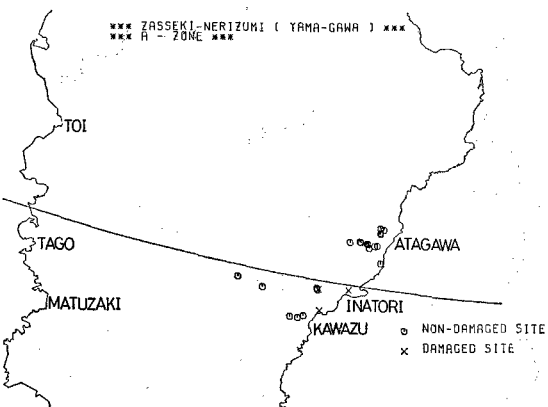 *** ZASSEKI-NERIZUMI ( YAMA-GAWA ) ***
*** A - ZONE ***
TOI
TAGO
ATAGAWA
MATUZAKI
INATORI
KAWAZU
NON-DAMAGED SITE
× DAMAGED SITE